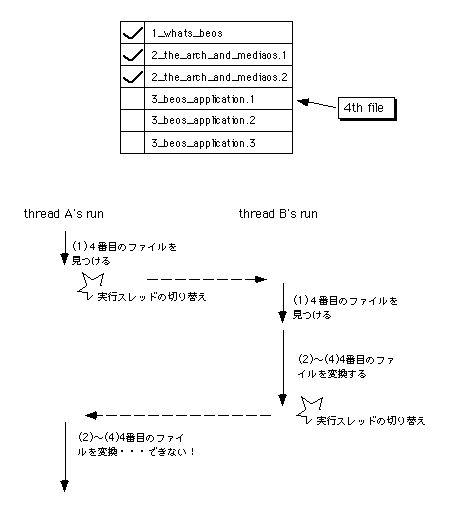 1_whats_beos
2_the_arch_and_mediaos.1
2_the_arch_and_mediaos.2
3_beos_application.1
4th file
3_beos_application.2
3_beos_application.3
thread A's run
thread B's run
(1)４番目のファイルを
見つける
実行スレッドの切り替え
(1)４番目のファイルを
見つける
(2)〜(4)4番目のファ
イルを変換する
実行スレッドの切り替え
(2)〜(4)4番目のファイ
ルを変換・・・できない！